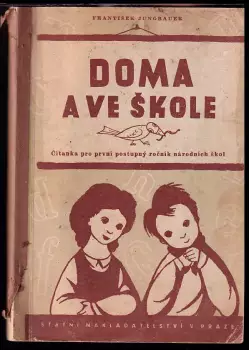 FRANTIŠEK JUNGBAUER
DOMA
A VE ŠKOLE
Čítanka pro první postupný ročník národních škol
STÁTNÍ NAKLADATELSTVÍ V PRAZE